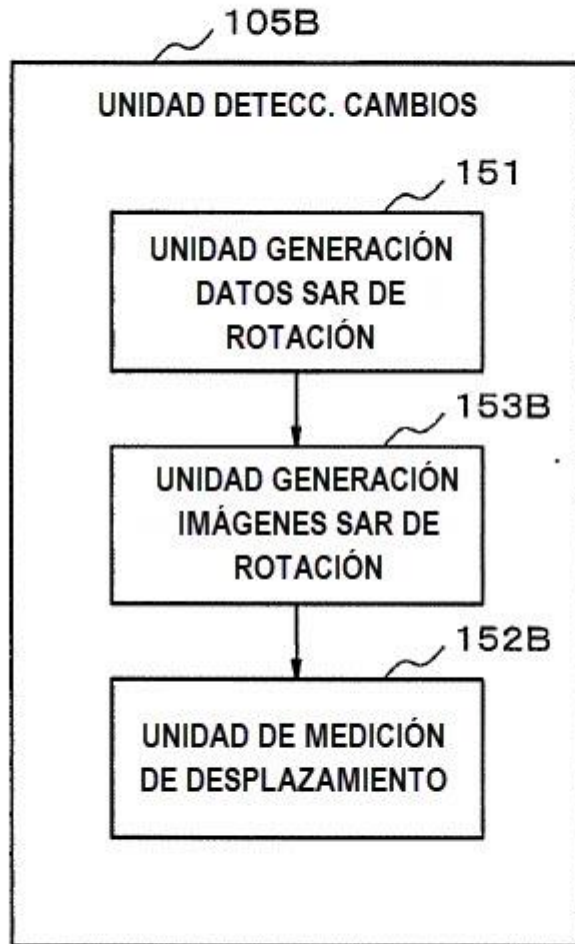 105B
UNIDAD DETECC. CAMBIOS
151
UNIDAD GENERACIÓN
DATOS SAR DE
ROTACIÓN
153B
UNIDAD GENERACIÓN
IMÁGENES SAR DE
ROTACIÓN
152B
UNIDAD DE MEDICIÓN
DE DESPLAZAMIENTO